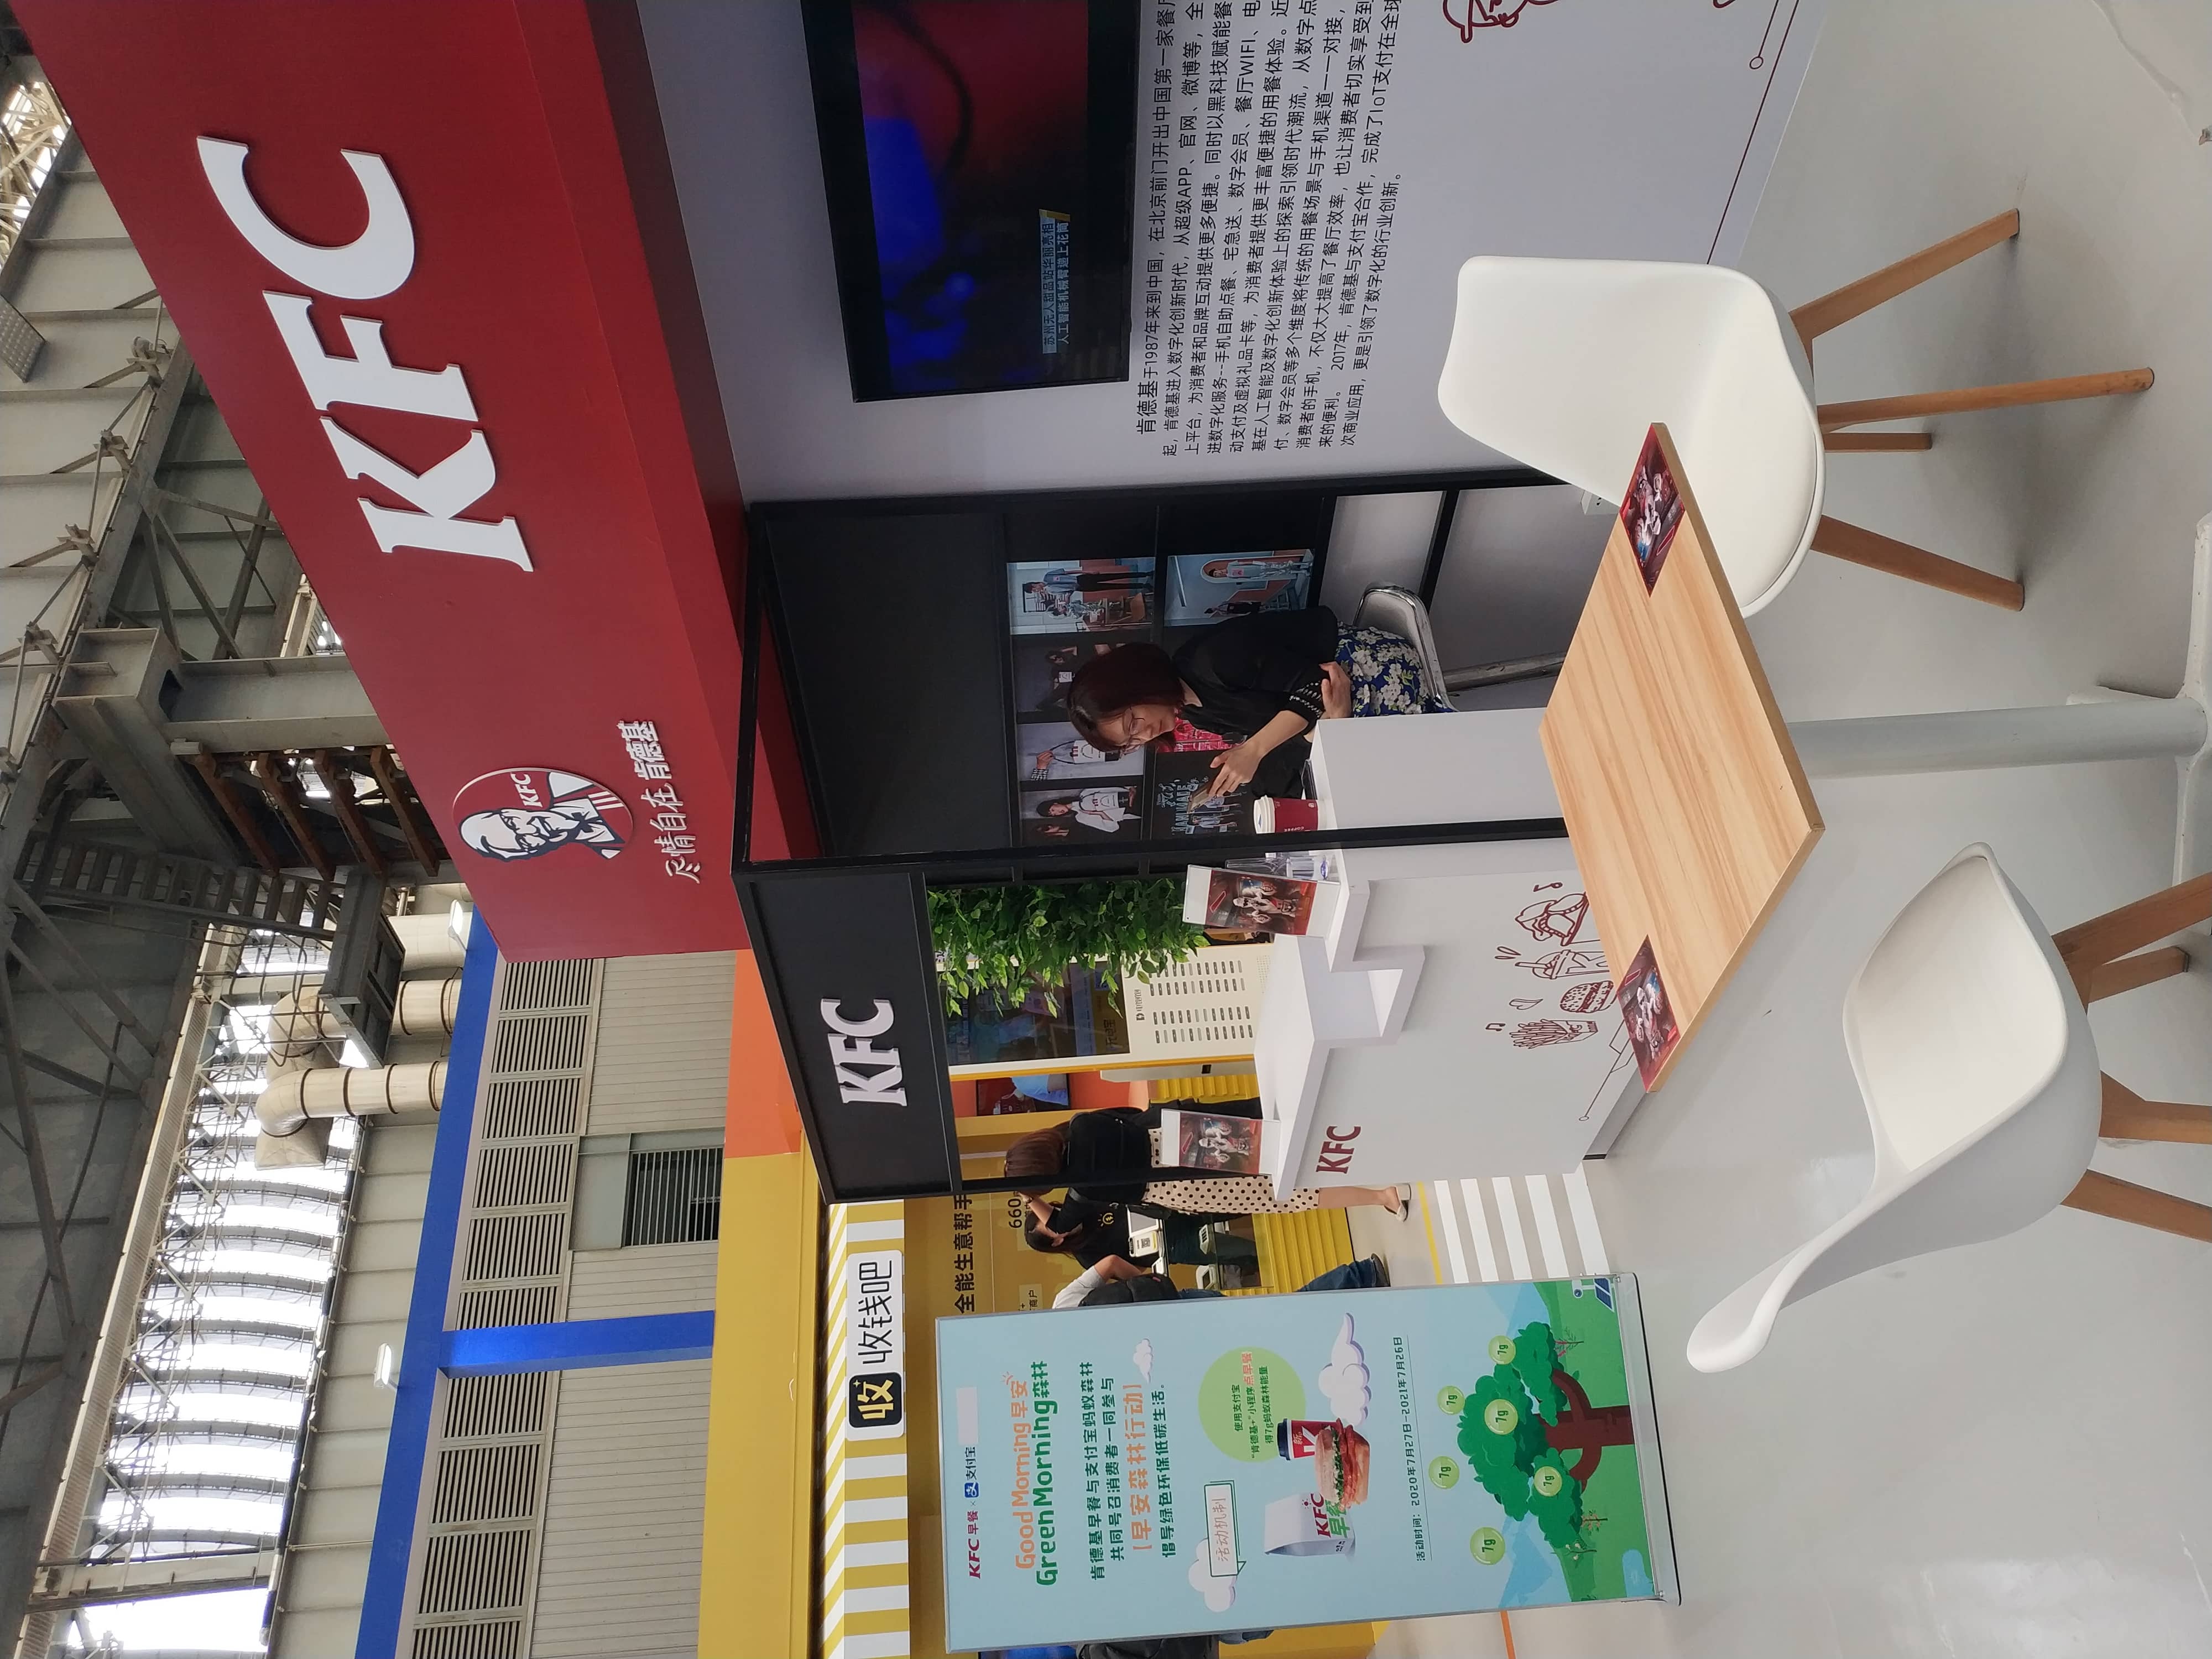 KFC
KFC
尽情自在 肯德基
KFC
收 收钱吧
全能生意帮手
660
商户
KFC 早餐 × 支付宝
Good Morning 早安
Green Morning 森林
肯德基早餐与支付宝蚂蚁森林
共同号召消费者一同参与
【早安森林行动】
倡导绿色环保低碳生活。
活动机制
使用支付宝
“肯德基+”小程序点早餐
得7g蚂蚁森林能量
KFC
早餐
K
活动时间：2020年7月27日-2021年7月26日
7g
7g
7g
7g
7g
7g
KFC
苏州无人甜品站华丽亮相
人工智能机械臂遇上花筒
肯德基于1987年来到中国，在北京前门开出中国第一家餐厅
起，肯德基进入数字化创新时代，从超级APP、官网、微博等，全
上平台，为消费者和品牌互动提供更多便捷。同时以黑科技赋能餐
进数字化服务--手机自助点餐、宅急送、数字会员、餐厅WIFI、电
动支付及虚拟礼品卡等，为消费者提供更丰富便捷的用餐体验。近
基在人工智能及数字化创新体验上的探索引领时代潮流，从数字点
付、数字会员等多个维度将传统的用餐场景与手机渠道一一对接，
消费者的手机，不仅大大提高了餐厅效率，也让消费者切实享受到
来的便利。 2017年，肯德基与支付宝合作，完成了IoT支付在全球
次商业应用，更是引领了数字化的行业创新。